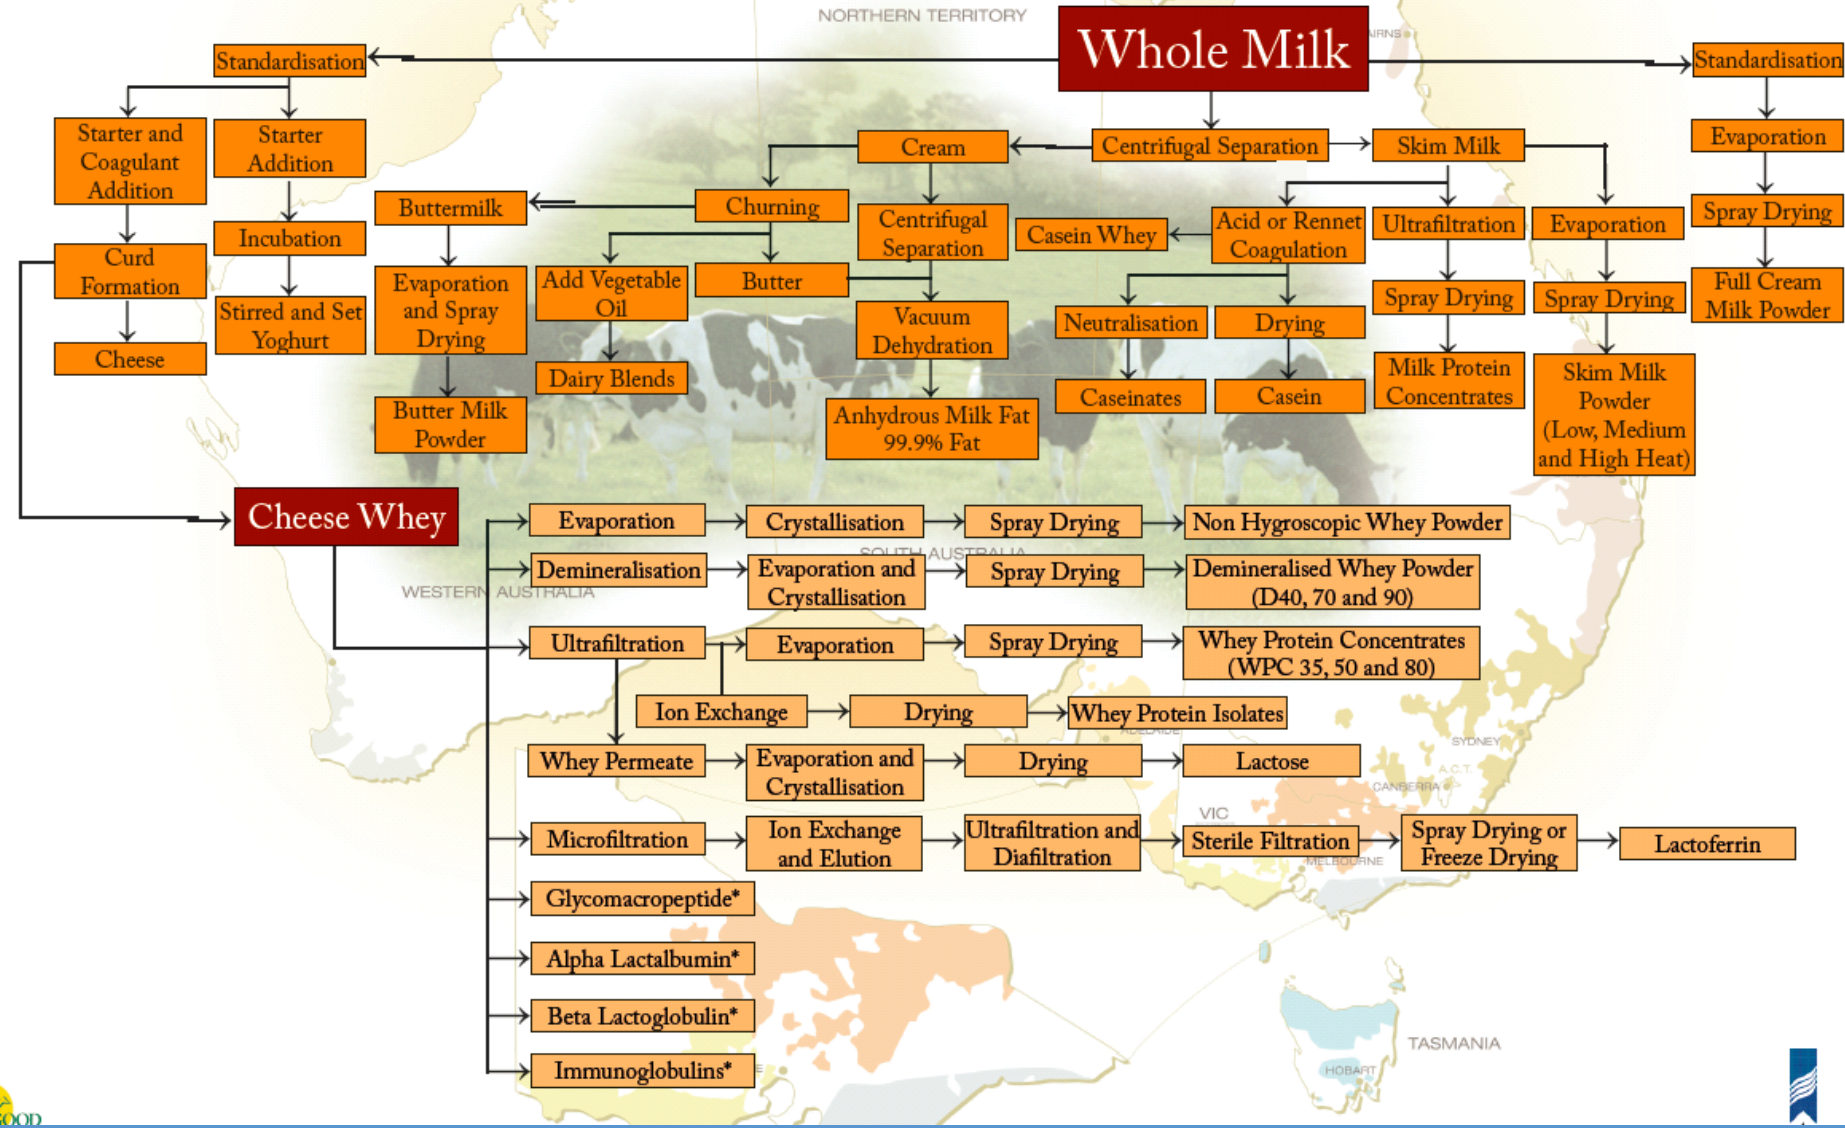 NORTHERN TERRITORY
Whole Milk
AIRNS
Standardisation
Standardisation
Starter and
Coagulant
Addition
Starter
Addition
Cream
Centrifugal Separation
Skim Milk
Evaporation
Buttermilk
Churning
Centrifugal
Separation
Casein Whey
Acid or Rennet
Coagulation
Ultrafiltration
Evaporation
Spray Drying
Curd
Formation
Incubation
Evaporation
and Spray
Drying
Add Vegetable
Oil
Butter
Vacuum
Dehydration
Neutralisation
Drying
Spray Drying
Spray Drying
Full Cream
Milk Powder
Cheese
Stirred and Set
Yoghurt
Butter Milk
Powder
Dairy Blends
Anhydrous Milk Fat
99.9% Fat
Caseinates
Casein
Milk Protein
Concentrates
Skim Milk
Powder
(Low, Medium
and High Heat)
Cheese Whey
Evaporation
Crystallisation
Spray Drying
Non Hygroscopic Whey Powder
SOUTH AUSTRALIA
WESTERN AUSTRALIA
Demineralisation
Evaporation and
Crystallisation
Spray Drying
Demineralised Whey Powder
(D40, 70 and 90)
Ultrafiltration
Evaporation
Spray Drying
Whey Protein Concentrates
(WPC 35, 50 and 80)
Ion Exchange
Drying
Whey Protein Isolates
ADELAIDE
SYDNEY
Whey Permeate
Evaporation and
Crystallisation
Drying
Lactose
A.C.T.
CANBERRA
VIC
Microfiltration
Ion Exchange
and Elution
Ultrafiltration and
Diafiltration
Sterile Filtration
Spray Drying or
Freeze Drying
Lactoferrin
MELBOURNE
Glycomacropeptide*
Alpha Lactalbumin*
Beta Lactoglobulin*
Immunoglobulins*
E
TASMANIA
HOBART
GOOD